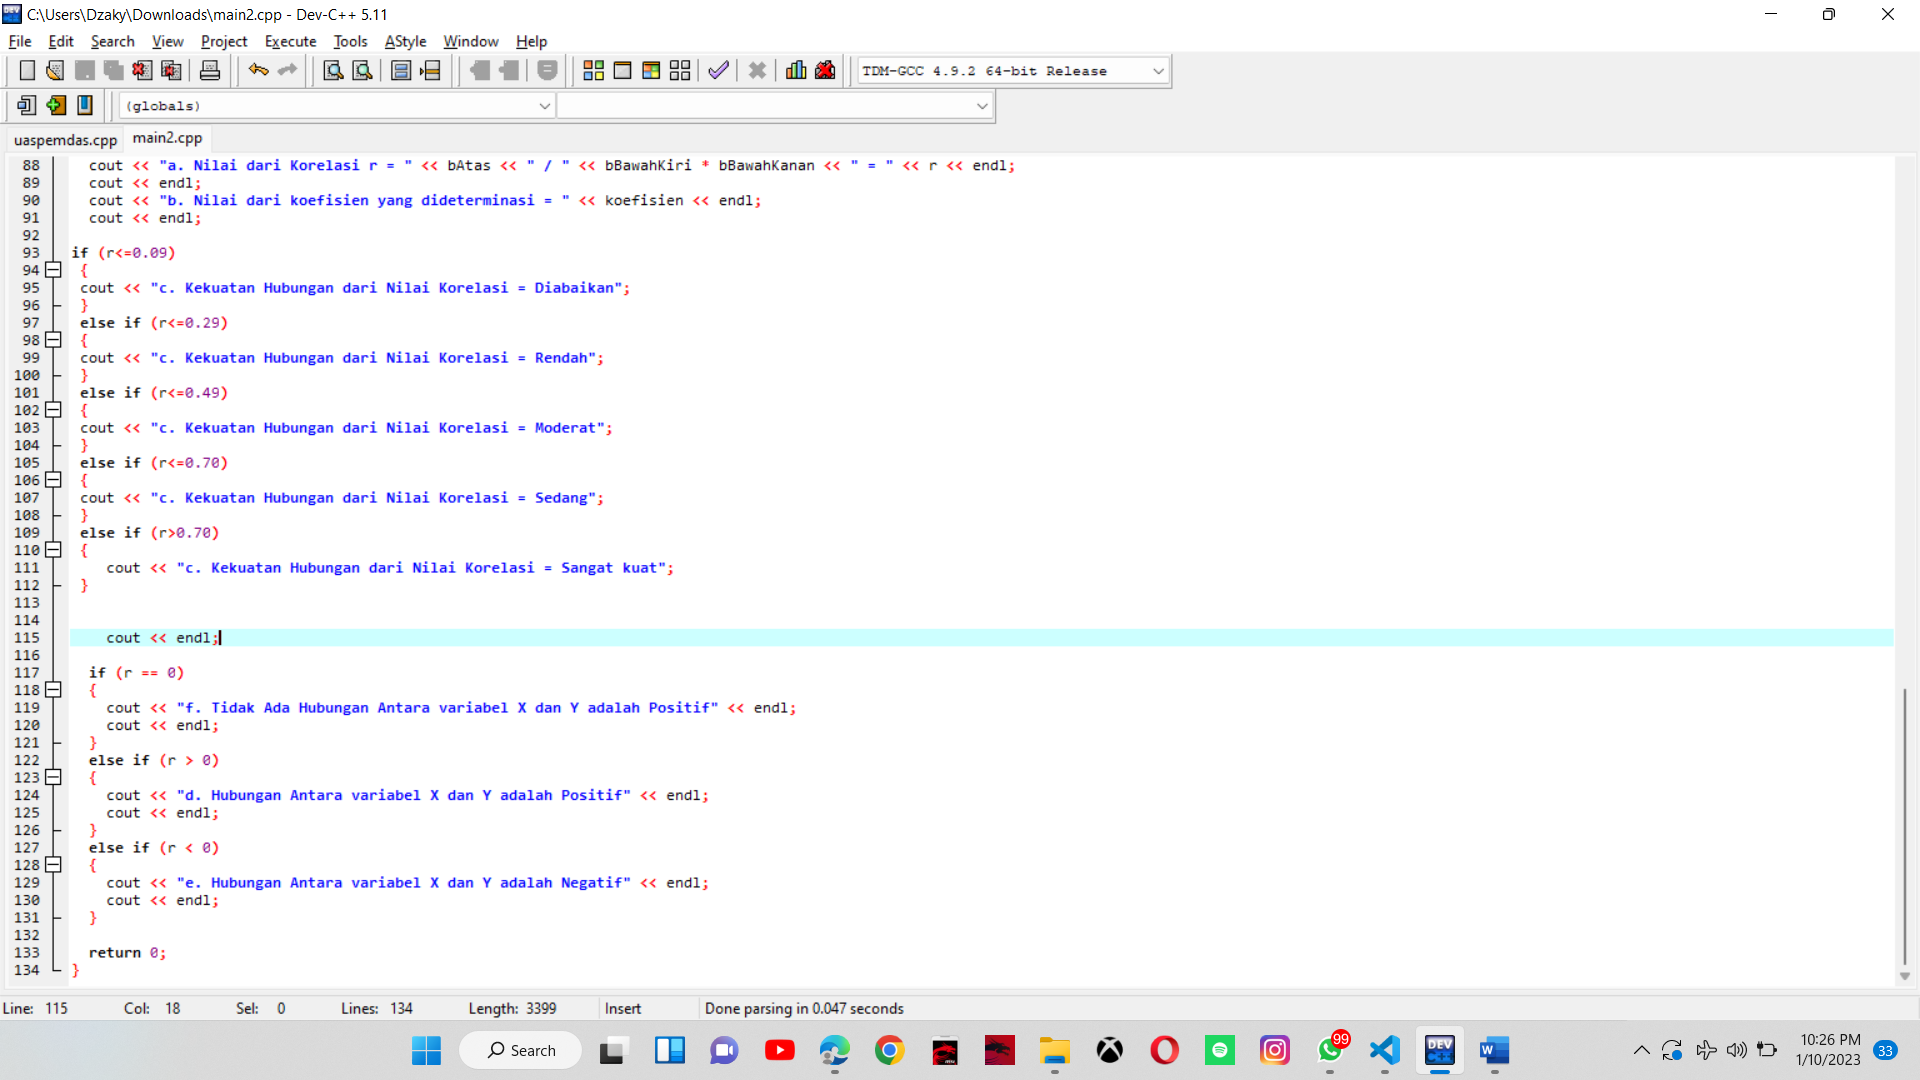 C:\Users\Dzaky\Downloads\main2.cpp - Dev-C++ 5.11
File Edit Search View Project Execute Tools AStyle Window Help
TDM-GCC 4.9.2 64-bit Release
(globals)
uaspemdas.cpp main2.cpp
88 cout << "a. Nilai dari Korelasi r = " << bAtas << " / " << bBawahKiri * bBawahKanan << " = " << r << endl;
89 cout << endl;
90 cout << "b. Nilai dari koefisien yang dideterminasi = " << koefisien << endl;
91 cout << endl;
92
93 if (r<=0.09)
94 {
95 cout << "c. Kekuatan Hubungan dari Nilai Korelasi = Diabaikan";
96 }
97 else if (r<=0.29)
98 {
99 cout << "c. Kekuatan Hubungan dari Nilai Korelasi = Rendah";
100 }
101 else if (r<=0.49)
102 {
103 cout << "c. Kekuatan Hubungan dari Nilai Korelasi = Moderat";
104 }
105 else if (r<=0.70)
106 {
107 cout << "c. Kekuatan Hubungan dari Nilai Korelasi = Sedang";
108 }
109 else if (r>0.70)
110 {
111 cout << "c. Kekuatan Hubungan dari Nilai Korelasi = Sangat kuat";
112 }
113
114
115 cout << endl;
116
117 if (r == 0)
118 {
119 cout << "f. Tidak Ada Hubungan Antara variabel X dan Y adalah Positif" << endl;
120 cout << endl;
121 }
122 else if (r > 0)
123 {
124 cout << "d. Hubungan Antara variabel X dan Y adalah Positif" << endl;
125 cout << endl;
126 }
127 else if (r < 0)
128 {
129 cout << "e. Hubungan Antara variabel X dan Y adalah Negatif" << endl;
130 cout << endl;
131 }
132
133 return 0;
134 }
Line: 115 Col: 18 Sel: 0 Lines: 134 Length: 3399 Insert Done parsing in 0.047 seconds
Search
99
DEV C++
W
10:26 PM
1/10/2023
33